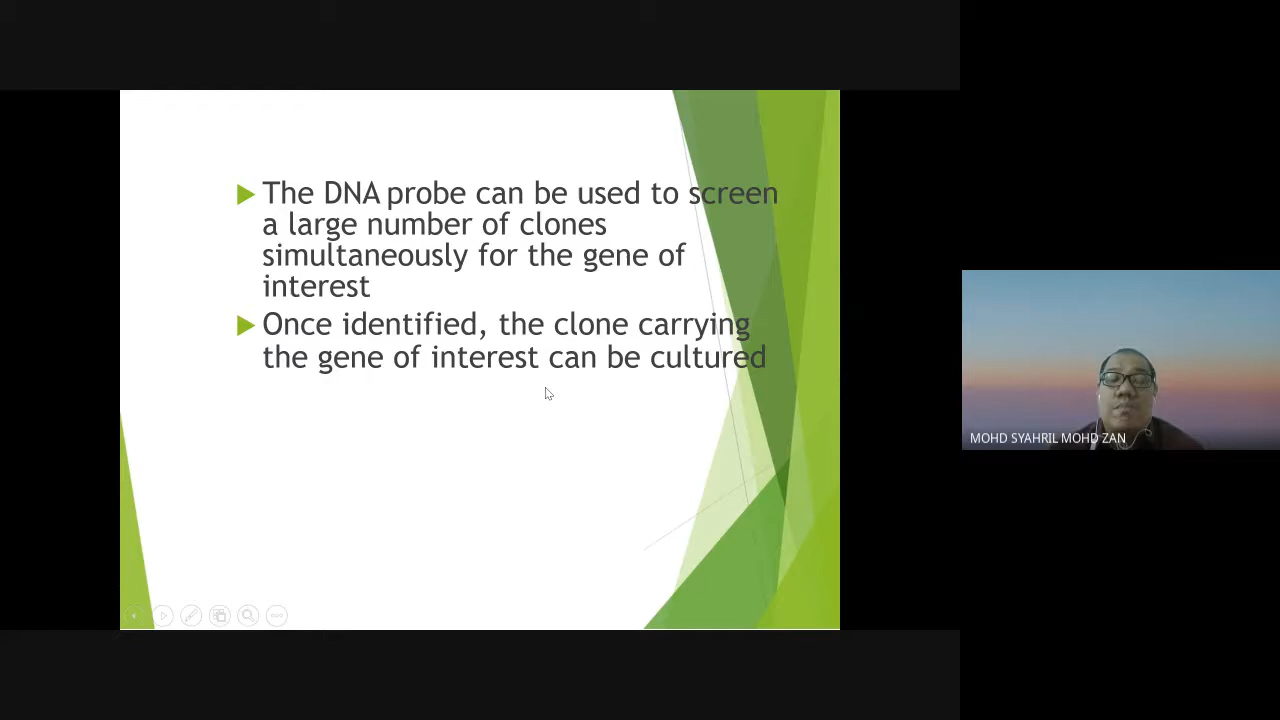 The DNA probe can be used to screen
a large number of clones
simultaneously for the gene of
interest
Once identified, the clone carrying
the gene of interest can be cultured
MOHD SYAHRIL MOHD ZAN